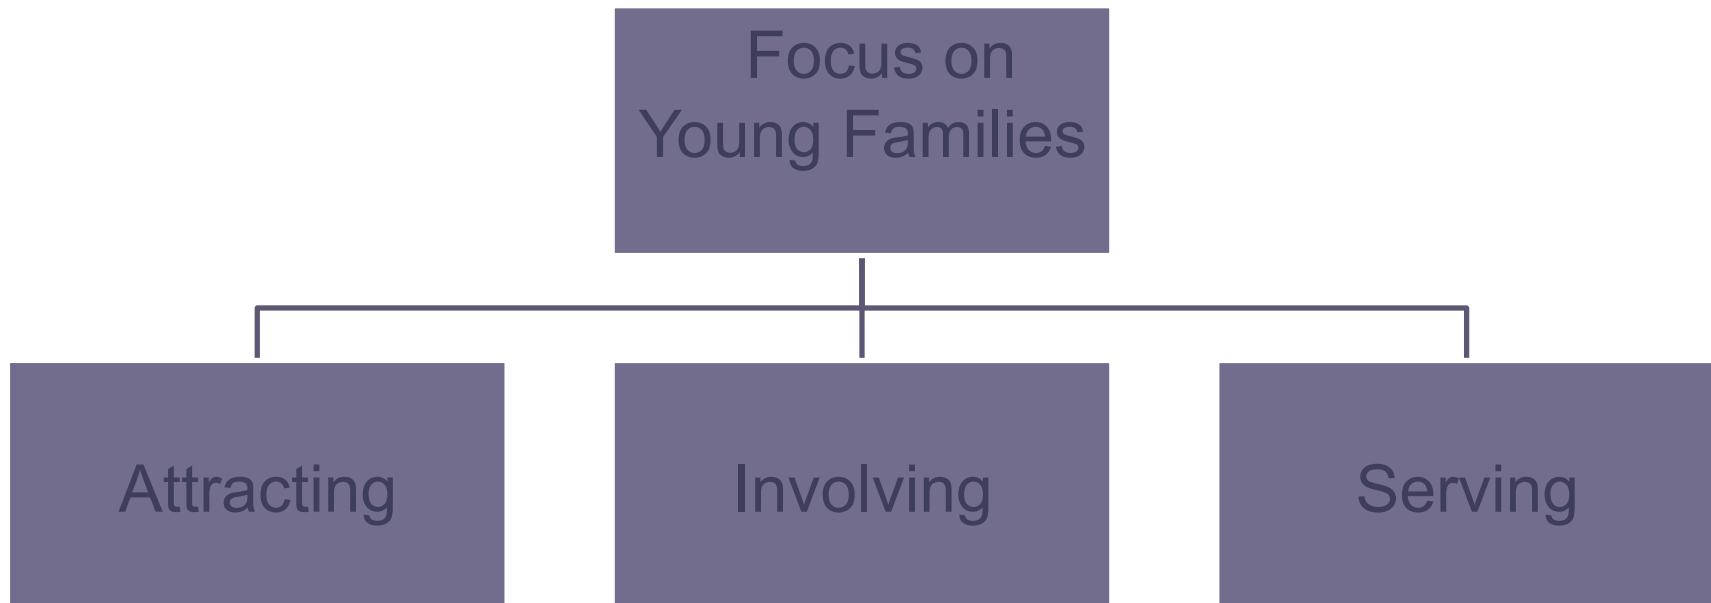 Focus on
Young Families
Attracting
Involving
Serving